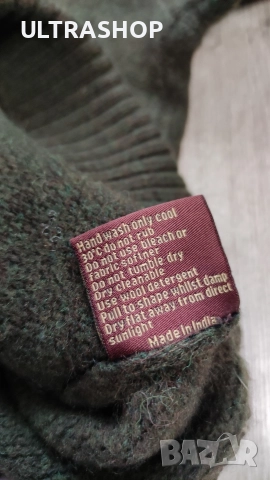 ULTRASHOP
Hand wash only cool
30°C do not rub
Do not use bleach or
fabric softner
Do not tumble dry
Dry cleanable
Use wool detergent
Pull to shape whilst damp
Dry flat away from direct
sunlight
Made in India
BAZAR